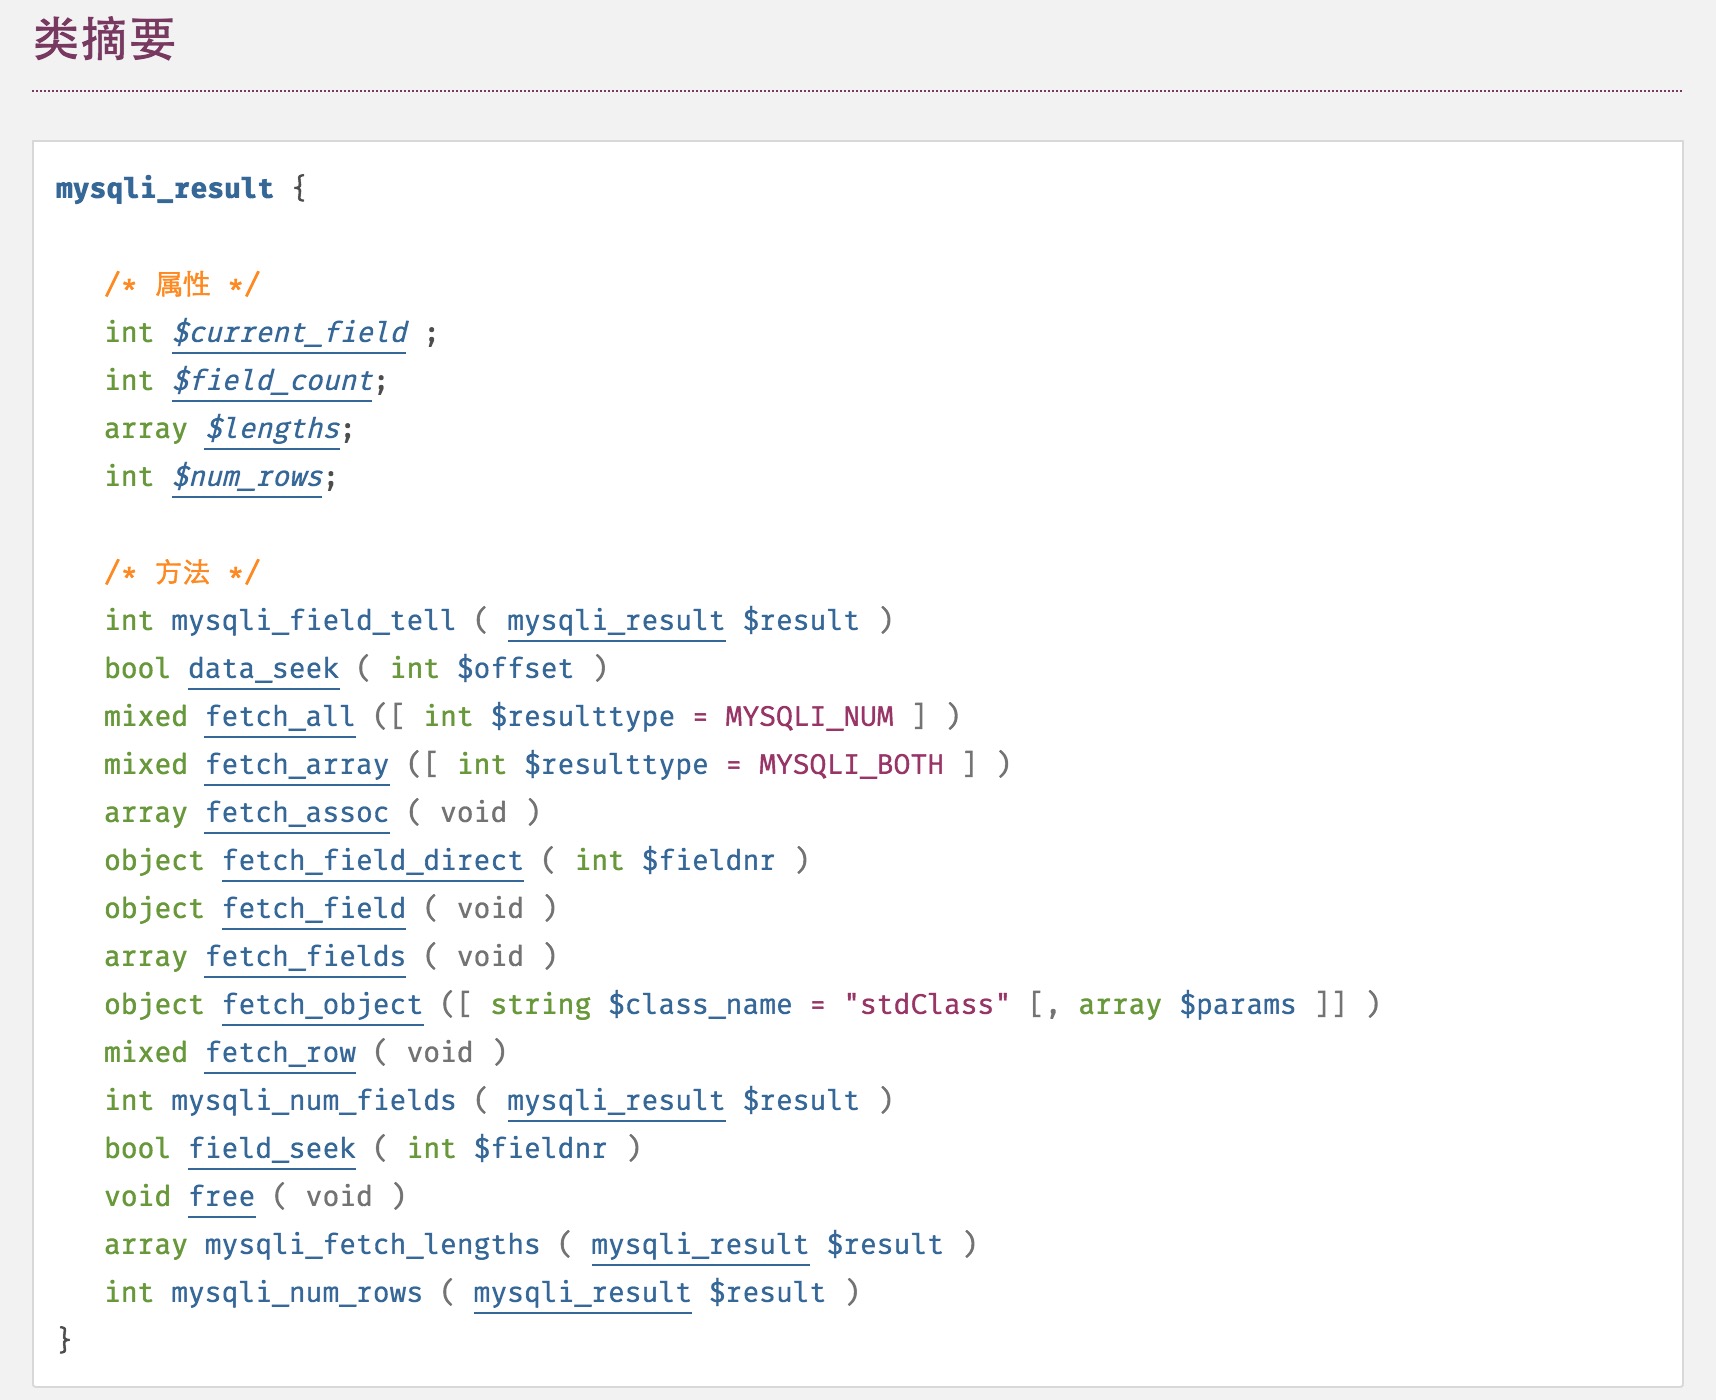 类摘要
mysqli_result {
/* 属性 */
int $current_field ;
int $field_count;
array $lengths;
int $num_rows;
/* 方法 */
int mysqli_field_tell ( mysqli_result $result )
bool data_seek ( int $offset )
mixed fetch_all ([ int $resulttype = MYSQLI_NUM ] )
mixed fetch_array ([ int $resulttype = MYSQLI_BOTH ] )
array fetch_assoc ( void )
object fetch_field_direct ( int $fieldnr )
object fetch_field ( void )
array fetch_fields ( void )
object fetch_object ([ string $class_name = "stdClass" [, array $params ]] )
mixed fetch_row ( void )
int mysqli_num_fields ( mysqli_result $result )
bool field_seek ( int $fieldnr )
void free ( void )
array mysqli_fetch_lengths ( mysqli_result $result )
int mysqli_num_rows ( mysqli_result $result )
}